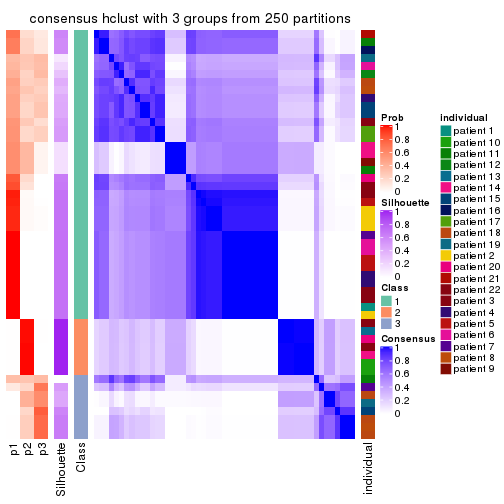 consensus hclust with 3 groups from 250 partitions
p1
p2
p3
Silhouette
Class
individual
Prob
1
0.8
0.6
0.4
0.2
0
Silhouette
1
0.8
0.6
0.4
0.2
0
Class
1
2
3
Consensus
1
0.8
0.6
0.4
0.2
0
individual
patient 1
patient 10
patient 11
patient 12
patient 13
patient 14
patient 15
patient 16
patient 17
patient 18
patient 19
patient 2
patient 20
patient 21
patient 22
patient 3
patient 4
patient 5
patient 6
patient 7
patient 8
patient 9